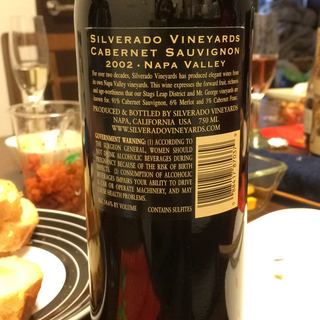 SILVERADO VINEYARDS
CABERNET SAUVIGNON
2002 · NAPA VALLEY
For over two decades, Silverado Vineyards has produced elegant wines from
its own Napa Valley vineyards. This wine expresses the forward fruit, richness
and age-worthiness that our Stags Leap District and Mt. George vineyards are
known for. 91% Cabernet Sauvignon, 6% Merlot and 3% Cabernet Franc.
PRODUCED & BOTTLED BY SILVERADO VINEYARDS
NAPA, CALIFORNIA USA 750 ML
WWW.SILVERADOVINEYARDS.COM
GOVERNMENT WARNING: (1) ACCORDING TO
THE SURGEON GENERAL, WOMEN SHOULD
NOT DRINK ALCOHOLIC BEVERAGES DURING
PREGNANCY BECAUSE OF THE RISK OF BIRTH
DEFECTS. (2) CONSUMPTION OF ALCOHOLIC
BEVERAGES IMPAIRS YOUR ABILITY TO DRIVE
A CAR OR OPERATE MACHINERY, AND MAY
CAUSE HEALTH PROBLEMS.
BY VOLUME CONTAINS SULFITES